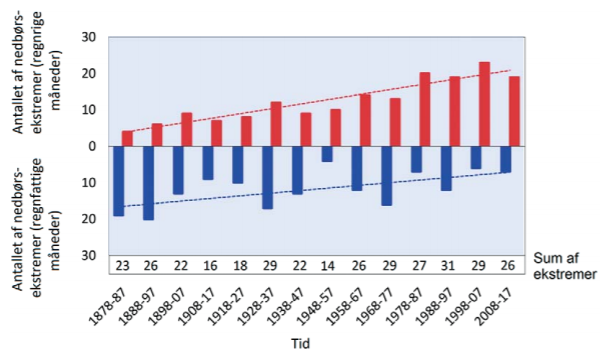 Antallet af nedbørs-
ekstremer (regnrige
måneder)
30
20
10
0
10
20
30
Antallet af nedbørs-
ekstremer (regnfattige
måneder)
23 26 22 16 18 29 22 14 26 29 27 31 29 26
Sum af
ekstremer
1878-87
1888-97
1898-07
1908-17
1918-27
1928-37
1938-47
1948-57
1958-67
1968-77
1978-87
1988-97
1998-07
2008-17
Tid